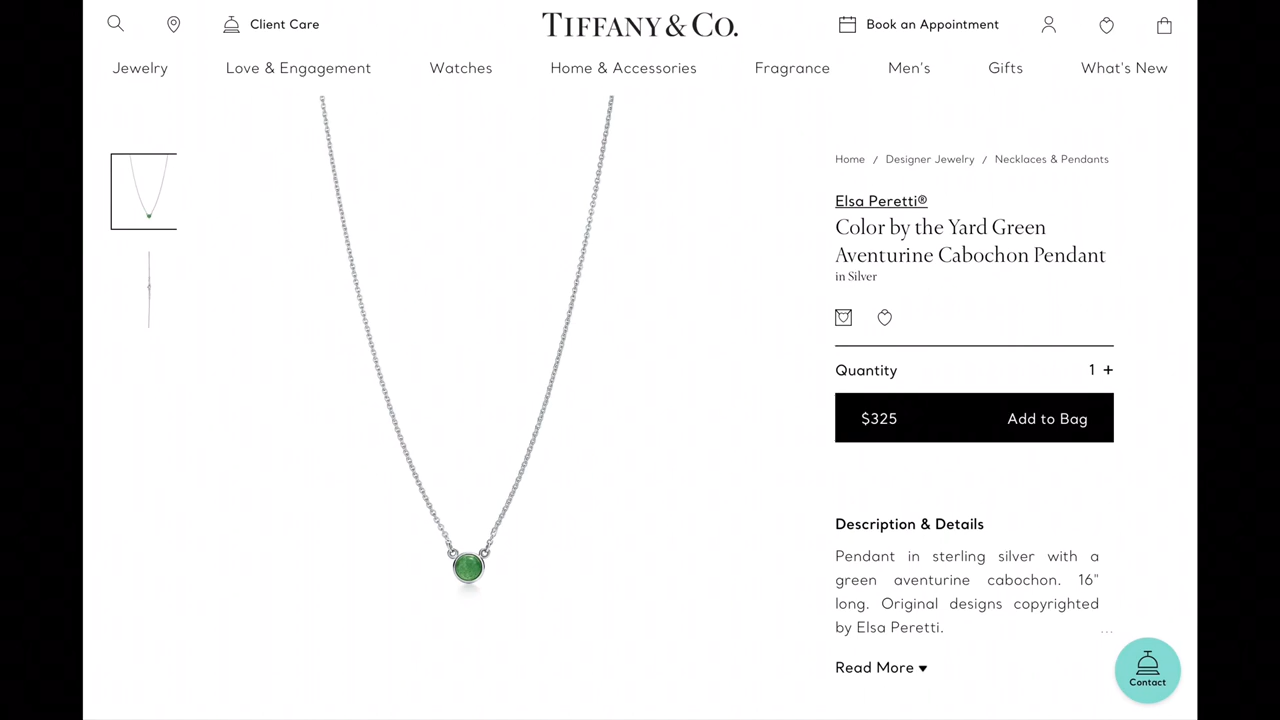 Client Care
TIFFANY & CO.
Book an Appointment
Jewelry
Love & Engagement
Watches
Home & Accessories
Fragrance
Men's
Gifts
What's New
Home / Designer Jewelry / Necklaces & Pendants
Elsa Peretti®
Color by the Yard Green
Aventurine Cabochon Pendant
in Silver
Quantity
1 +
$325
Add to Bag
Description & Details
Pendant in sterling silver with a
green aventurine cabochon. 16"
long. Original designs copyrighted
by Elsa Peretti.
...
Read More
Contact